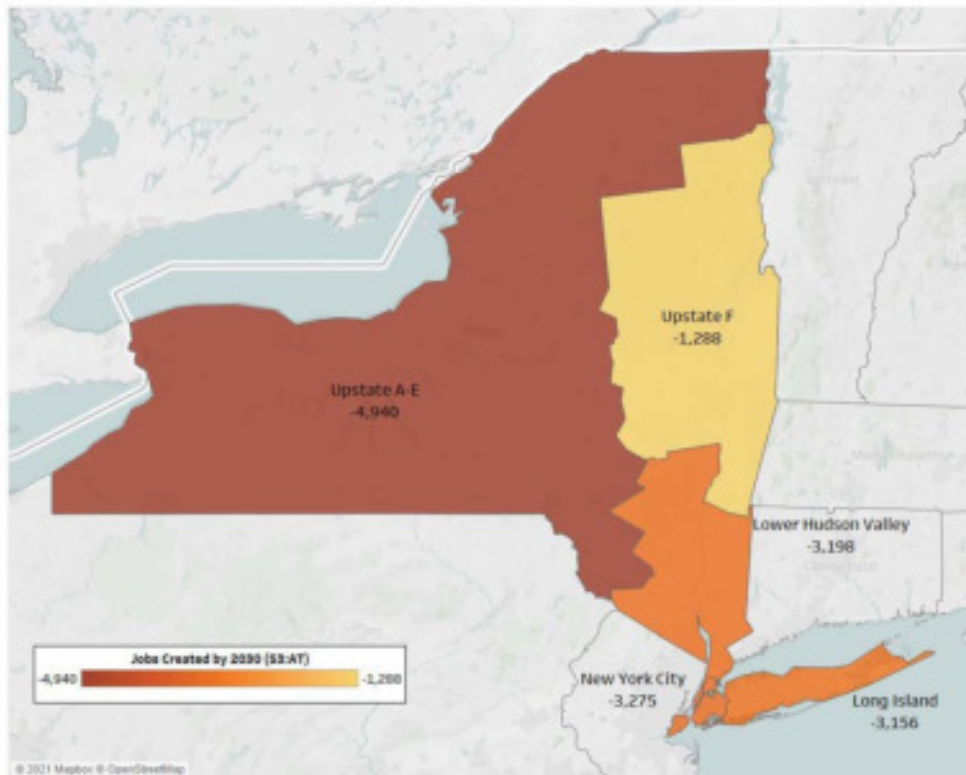 Upstate F
-1,288
Upstate A-E
-4,940
Lower Hudson Valley
-3,198
Jobs Created by 2030 (S3:AT)
-4,940
-1,288
New York City
-3,275
Long Island
-3,156
© 2021 Mapbox © OpenStreetMap